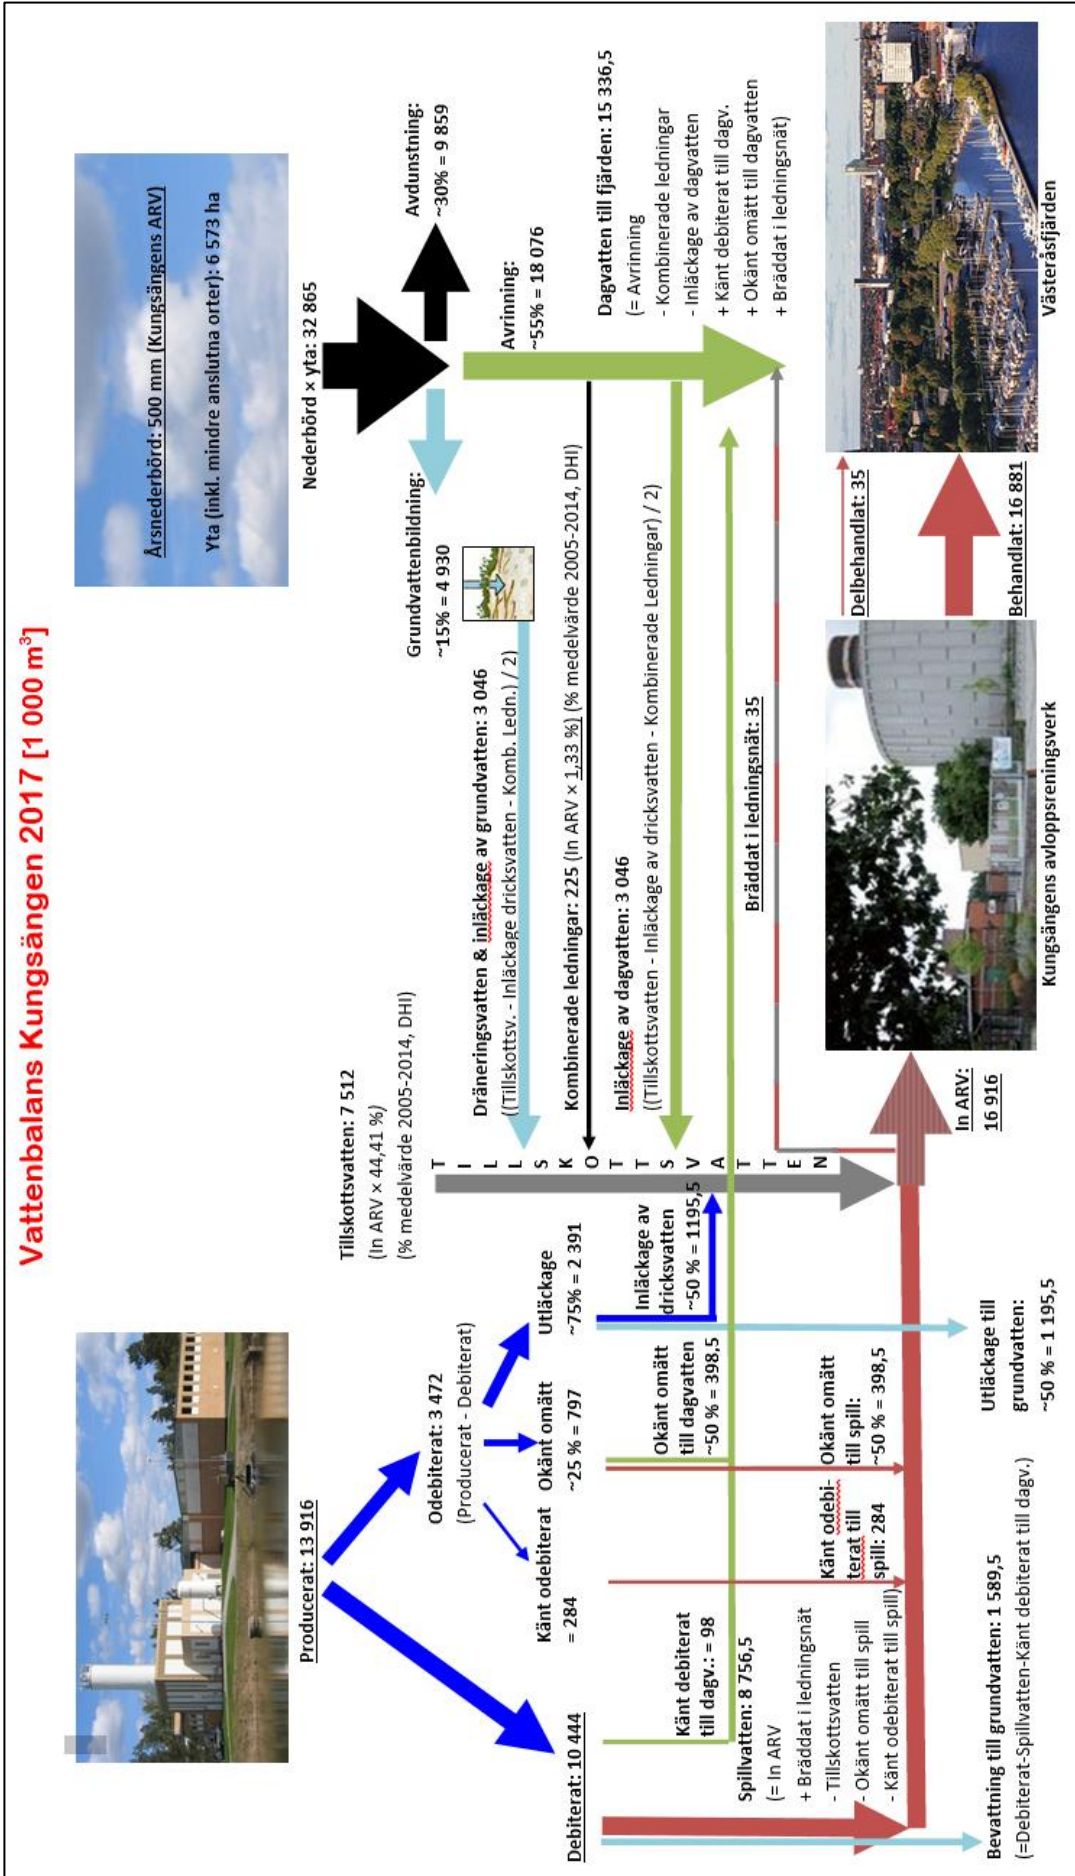 Vattenbalans Kungsängen 2017 [1 000 m³]
Producerat: 13 916
Årsnederbörd: 500 mm (Kungsängens ARV)
Yta (inkl. mindre anslutna orter): 6 573 ha
Nederbörd × yta: 32 865
Tillskottsvatten: 7 512
(In ARV × 44,41 %)
(% medelvärde 2005-2014, DHI)
Grundvattenbildning:
~15% = 4 930
Avdunstning:
~30% = 9 859
Odebiterat: 3 472
(Producerat - Debiterat)
Dräneringsvatten & inläckage av grundvatten: 3 046
((Tillskottsv. - Inläckage dricksvatten - Komb. Ledn.) / 2)
Avrinning:
~55% = 18 076
Debiterat: 10 444
Känt odebiterat
= 284
Okänt omätt
~25 % = 797
Utläckage
~75% = 2 391
T
I
L
L
S
K
O
T
T
S
V
A
T
T
E
N
Kombinerade ledningar: 225 (In ARV × 1,33 %) (% medelvärde 2005-2014, DHI)
Dagvatten till fjärden: 15 336,5
(= Avrinning
- Kombinerade ledningar
- Inläckage av dagvatten
+ Känt debiterat till dagv.
+ Okänt omätt till dagvatten
+ Bräddat i ledningsnät)
Inläckage av dagvatten: 3 046
((Tillskottsvatten - Inläckage av dricksvatten - Kombinerade Ledningar) / 2)
Känt debiterat
till dagv.: = 98
Okänt omätt
till dagvatten
~50 % = 398,5
Inläckage av
dricksvatten
~50 % = 1195,5
Spillvatten: 8 756,5
(= In ARV
+ Bräddat i ledningsnät
- Tillskottsvatten
- Okänt omätt till spill
- Känt odebiterat till spill)
Känt odebi-
terat till
spill: 284
Okänt omätt
till spill:
~50 % = 398,5
Bräddat i ledningsnät: 35
In ARV:
16 916
Delbehandlat: 35
Behandlat: 16 881
Bevattning till grundvatten: 1 589,5
(=Debiterat-Spillvatten-Känt debiterat till dagv.)
Utläckage till
grundvatten:
~50 % = 1 195,5
Kungsängens avloppsreningsverk
Västeråsfjärden